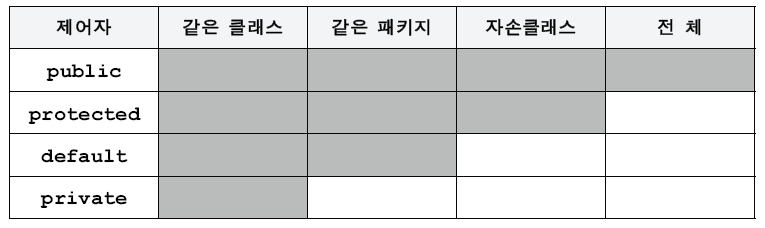 제어자 같은 클래스 같은 패키지 자손클래스 전 체
public
protected
default
private